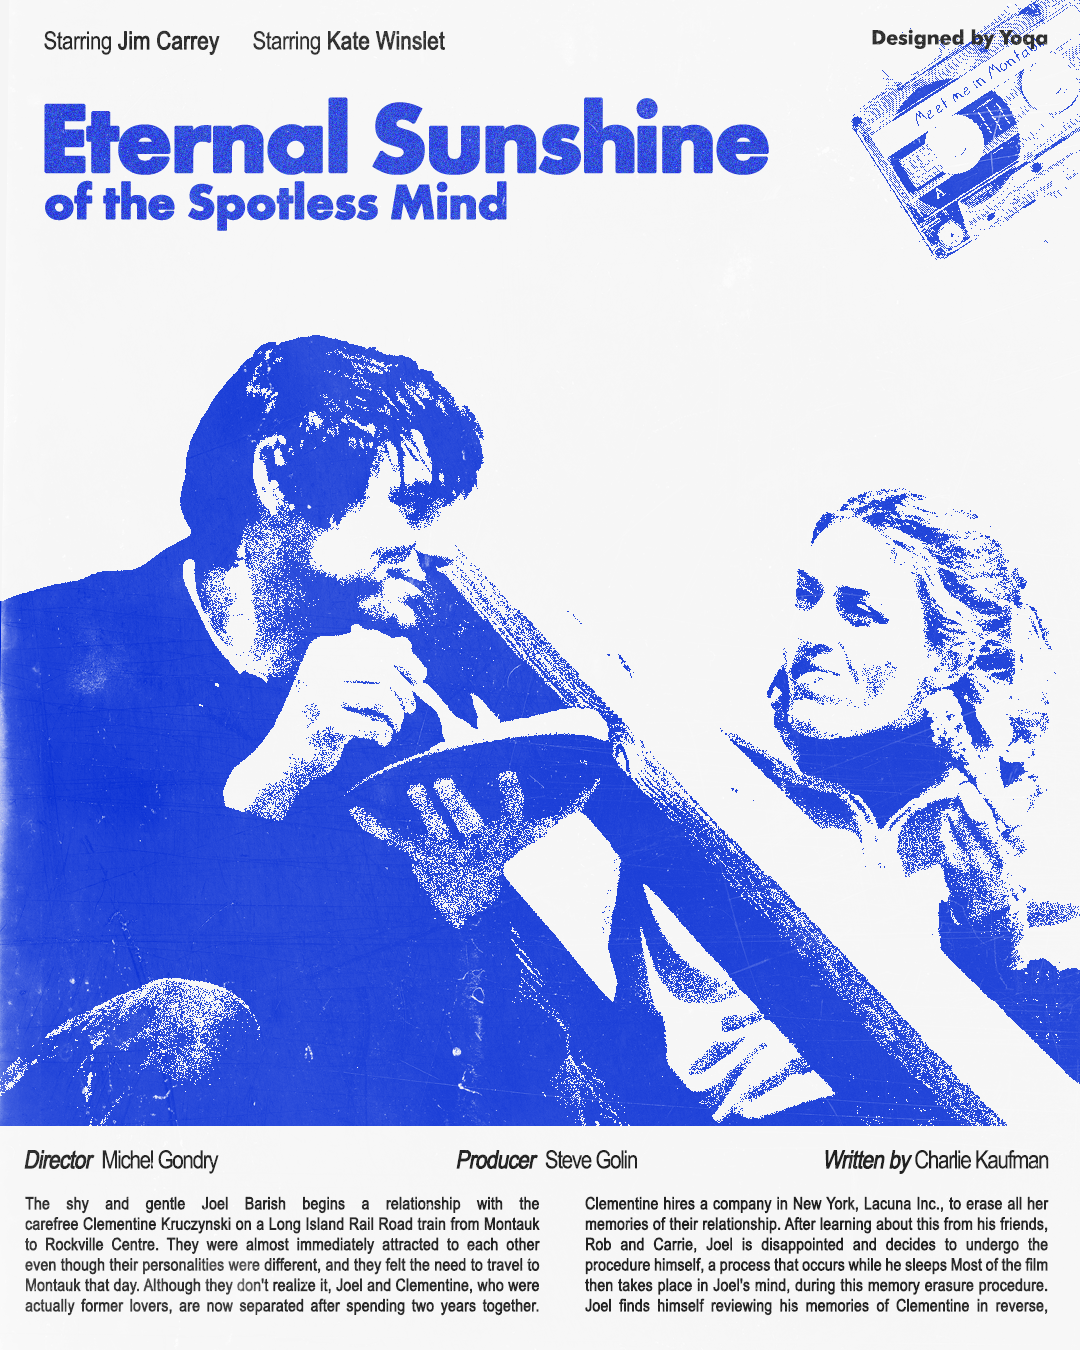 Starring Jim Carrey Starring Kate Winslet
Designed by Yoqa
Meet me in Montauk
A
Eternal Sunshine
of the Spotless Mind
Director Michel Gondry
Producer Steve Golin
Written by Charlie Kaufman
The shy and gentle Joel Barish begins a relationship with the
carefree Clementine Kruczynski on a Long Island Rail Road train from Montauk
to Rockville Centre. They were almost immediately attracted to each other
even though their personalities were different, and they felt the need to travel to
Montauk that day. Although they don't realize it, Joel and Clementine, who were
actually former lovers, are now separated after spending two years together.
Clementine hires a company in New York, Lacuna Inc., to erase all her
memories of their relationship. After learning about this from his friends,
Rob and Carrie, Joel is disappointed and decides to undergo the
procedure himself, a process that occurs while he sleeps Most of the film
then takes place in Joel's mind, during this memory erasure procedure.
Joel finds himself reviewing his memories of Clementine in reverse,